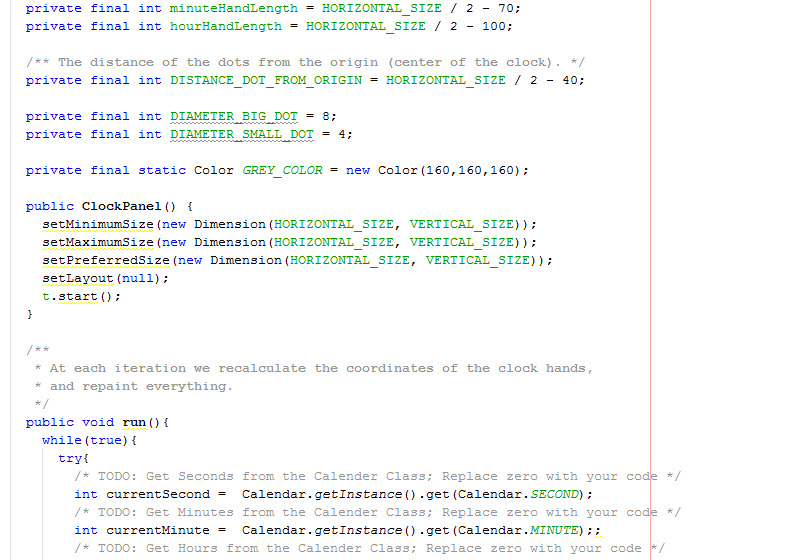 private final int minuteHandLength = HORIZONTAL_SIZE / 2 - 70;
private final int hourHandLength = HORIZONTAL_SIZE / 2 - 100;
/** The distance of the dots from the origin (center of the clock). */
private final int DISTANCE_DOT_FROM_ORIGIN = HORIZONTAL_SIZE / 2 - 40;
private final int DIAMETER_BIG_DOT = 8;
private final int DIAMETER_SMALL_DOT = 4;
private final static Color GREY_COLOR = new Color(160,160,160);
public ClockPanel() {
setMinimumSize(new Dimension(HORIZONTAL_SIZE, VERTICAL_SIZE));
setMaximumSize(new Dimension(HORIZONTAL_SIZE, VERTICAL_SIZE));
setPreferredSize(new Dimension(HORIZONTAL_SIZE, VERTICAL_SIZE));
setLayout(null);
t.start();
}
/**
* At each iteration we recalculate the coordinates of the clock hands,
* and repaint everything.
*/
public void run(){
while(true){
try{
/* TODO: Get Seconds from the Calender Class; Replace zero with your code */
int currentSecond =  Calendar.getInstance().get(Calendar.SECOND);
/* TODO: Get Minutes from the Calender Class; Replace zero with your code */
int currentMinute =  Calendar.getInstance().get(Calendar.MINUTE);;
/* TODO: Get Hours from the Calender Class; Replace zero with your code */